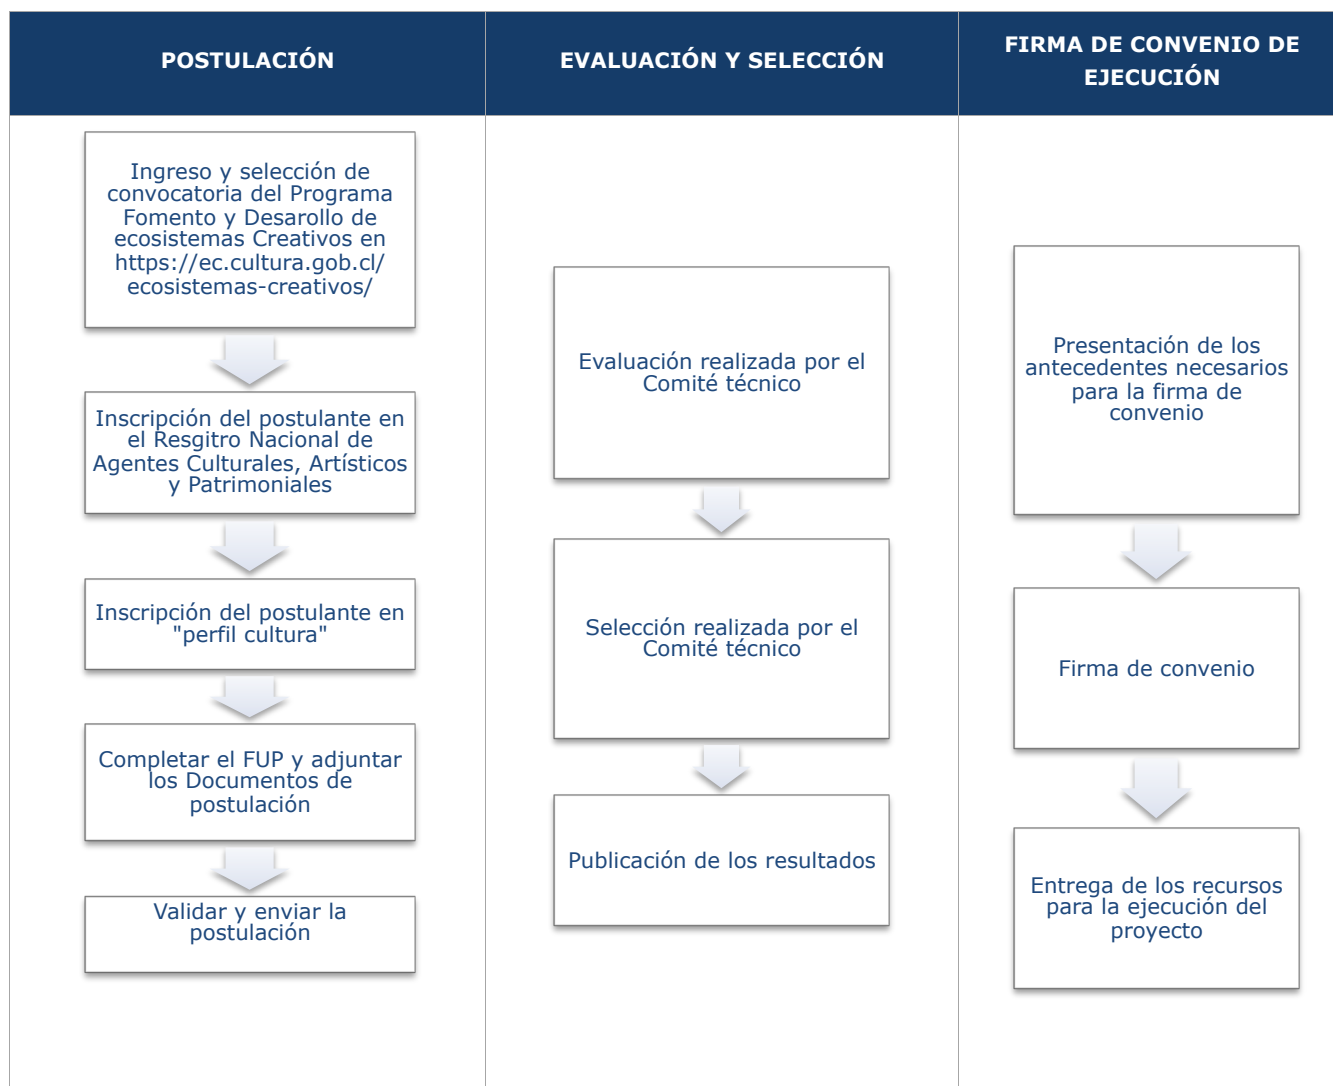 POSTULACIÓN
Ingreso y selección de
convocatoria del Programa
Fomento y Desarollo de
ecosistemas Creativos en
https://ec.cultura.gob.cl/
ecosistemas-creativos/
Inscripción del postulante en
el Resgitro Nacional de
Agentes Culturales, Artísticos
y Patrimoniales
Inscripción del postulante en
"perfil cultura"
Completar el FUP y adjuntar
los Documentos de
postulación
Validar y enviar la
postulación
EVALUACIÓN Y SELECCIÓN
Evaluación realizada por el
Comité técnico
Selección realizada por el
Comité técnico
Publicación de los resultados
FIRMA DE CONVENIO DE
EJECUCIÓN
Presentación de los
antecedentes necesarios
para la firma de
convenio
Firma de convenio
Entrega de los recursos
para la ejecución del
proyecto